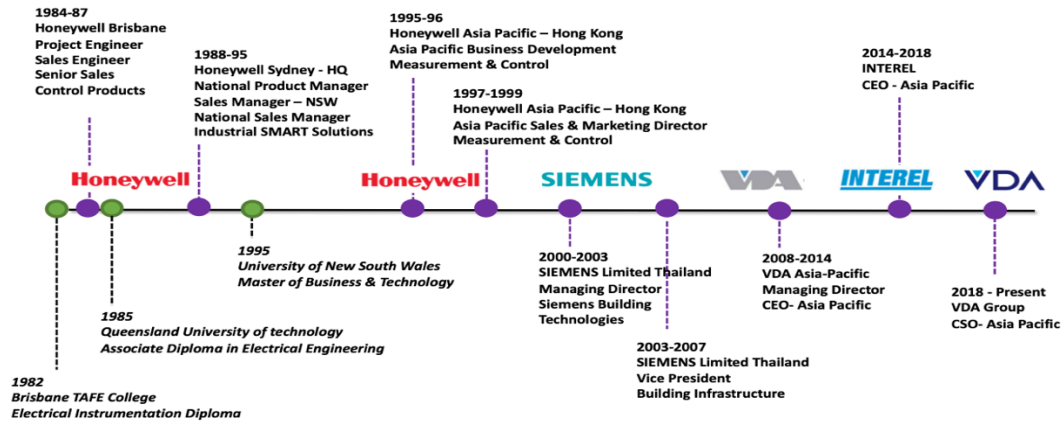 1984-87
Honeywell Brisbane
Project Engineer
Sales Engineer
Senior Sales
Control Products
1988-95
Honeywell Sydney - HQ
National Product Manager
Sales Manager – NSW
National Sales Manager
Industrial SMART Solutions
1995-96
Honeywell Asia Pacific – Hong Kong
Asia Pacific Business Development
Measurement & Control
1997-1999
Honeywell Asia Pacific – Hong Kong
Asia Pacific Sales & Marketing Director
Measurement & Control
2014-2018
INTEREL
CEO - Asia Pacific
Honeywell
Honeywell
SIEMENS
VDA
INTEREL
VDA
1995
University of New South Wales
Master of Business & Technology
1985
Queensland University of technology
Associate Diploma in Electrical Engineering
1982
Brisbane TAFE College
Electrical Instrumentation Diploma
2000-2003
SIEMENS Limited Thailand
Managing Director
Siemens Building
Technologies
2003-2007
SIEMENS Limited Thailand
Vice President
Building Infrastructure
2008-2014
VDA Asia-Pacific
Managing Director
CEO- Asia Pacific
2018 - Present
VDA Group
CSO- Asia Pacific